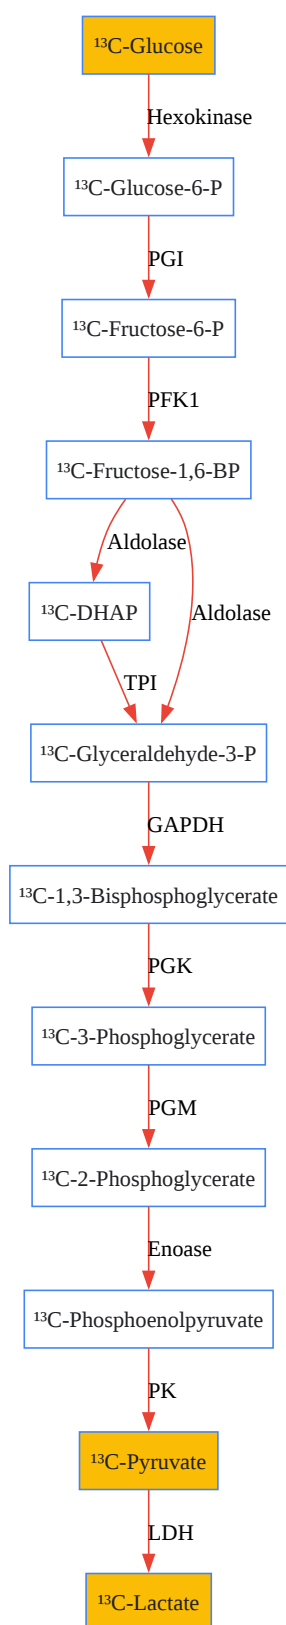 ¹³C-Glucose
Hexokinase
¹³C-Glucose-6-P
PGI
¹³C-Fructose-6-P
PFK1
¹³C-Fructose-1,6-BP
Aldolase
¹³C-DHAP
Aldolase
TPI
¹³C-Glyceraldehyde-3-P
GAPDH
¹³C-1,3-Bisphosphoglycerate
PGK
¹³C-3-Phosphoglycerate
PGM
¹³C-2-Phosphoglycerate
Enoase
¹³C-Phosphoenolpyruvate
PK
¹³C-Pyruvate
LDH
¹³C-Lactate